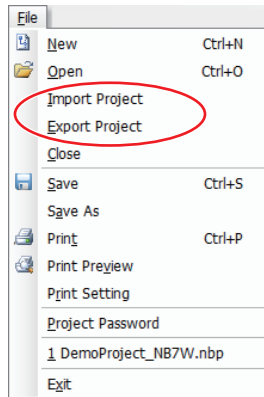 File
New Ctrl+N
Open Ctrl+O
Import Project
Export Project
Close
Save Ctrl+S
Save As
Print Ctrl+P
Print Preview
Print Setting
Project Password
1 DemoProject_NB7W.nbp
Exit